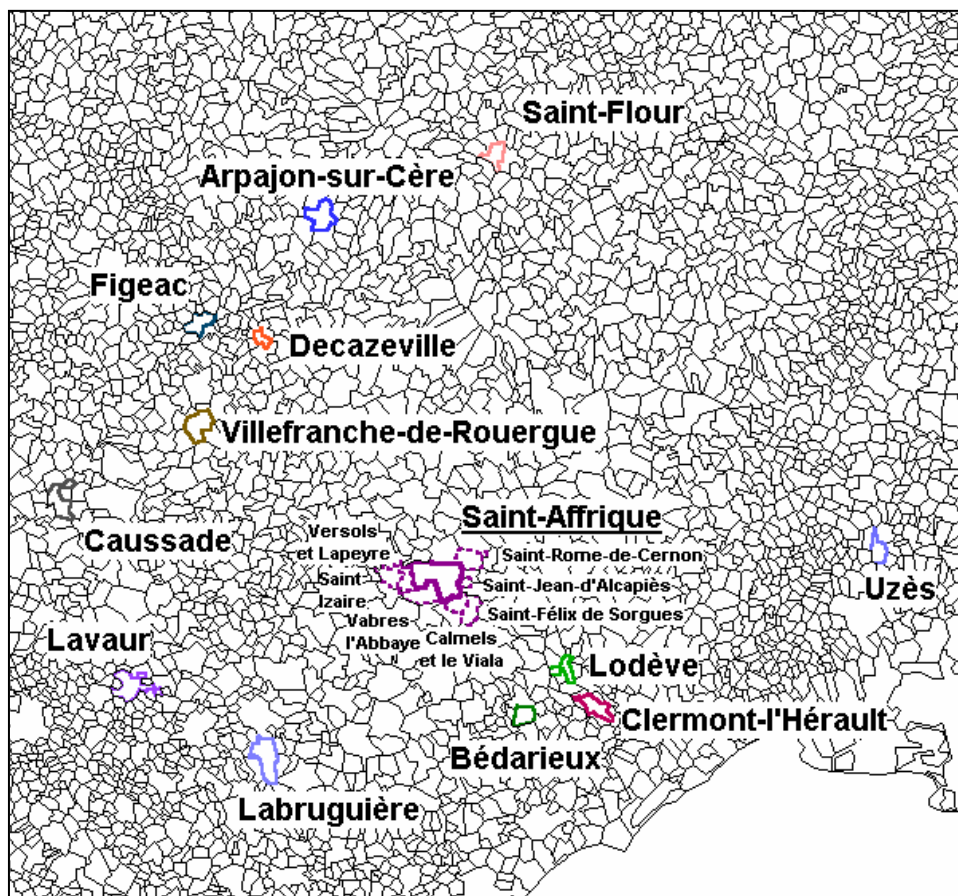 Saint-Flour
Arpajon-sur-Cère
Figeac
Decazeville
Villefranche-de-Rouergue
Caussade
Saint-Affrique
Versols
et Lapeyre
Saint-Rome-de-Cernon
Saint-
Izaire
Saint-Jean-d'Alcapiès
Saint-Félix de Sorgues
Vabres
l'Abbaye
Calmels
et le Viala
Uzès
Lavaur
Lodève
Clermont-l'Hérault
Bédarieux
Labruguière